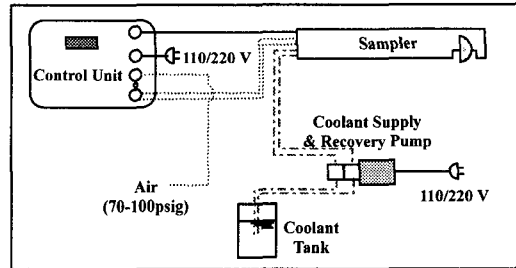 Control Unit
110/220 V
Sampler
Coolant Supply
& Recovery Pump
110/220 V
Air
(70-100psig)
Coolant
Tank